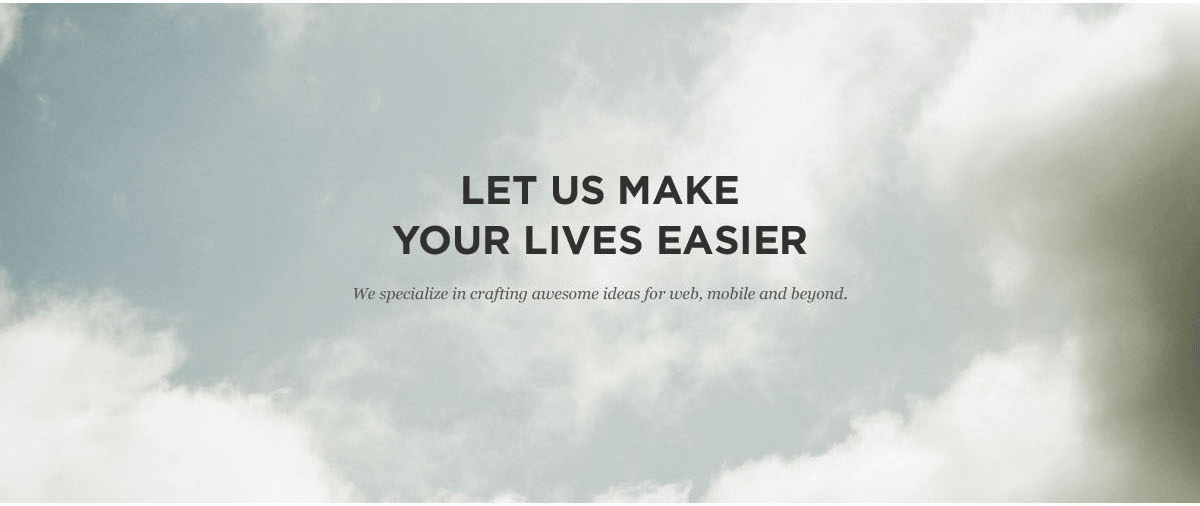 LET US MAKE
YOUR LIVES EASIER
We specialize in crafting awesome ideas for web, mobile and beyond.